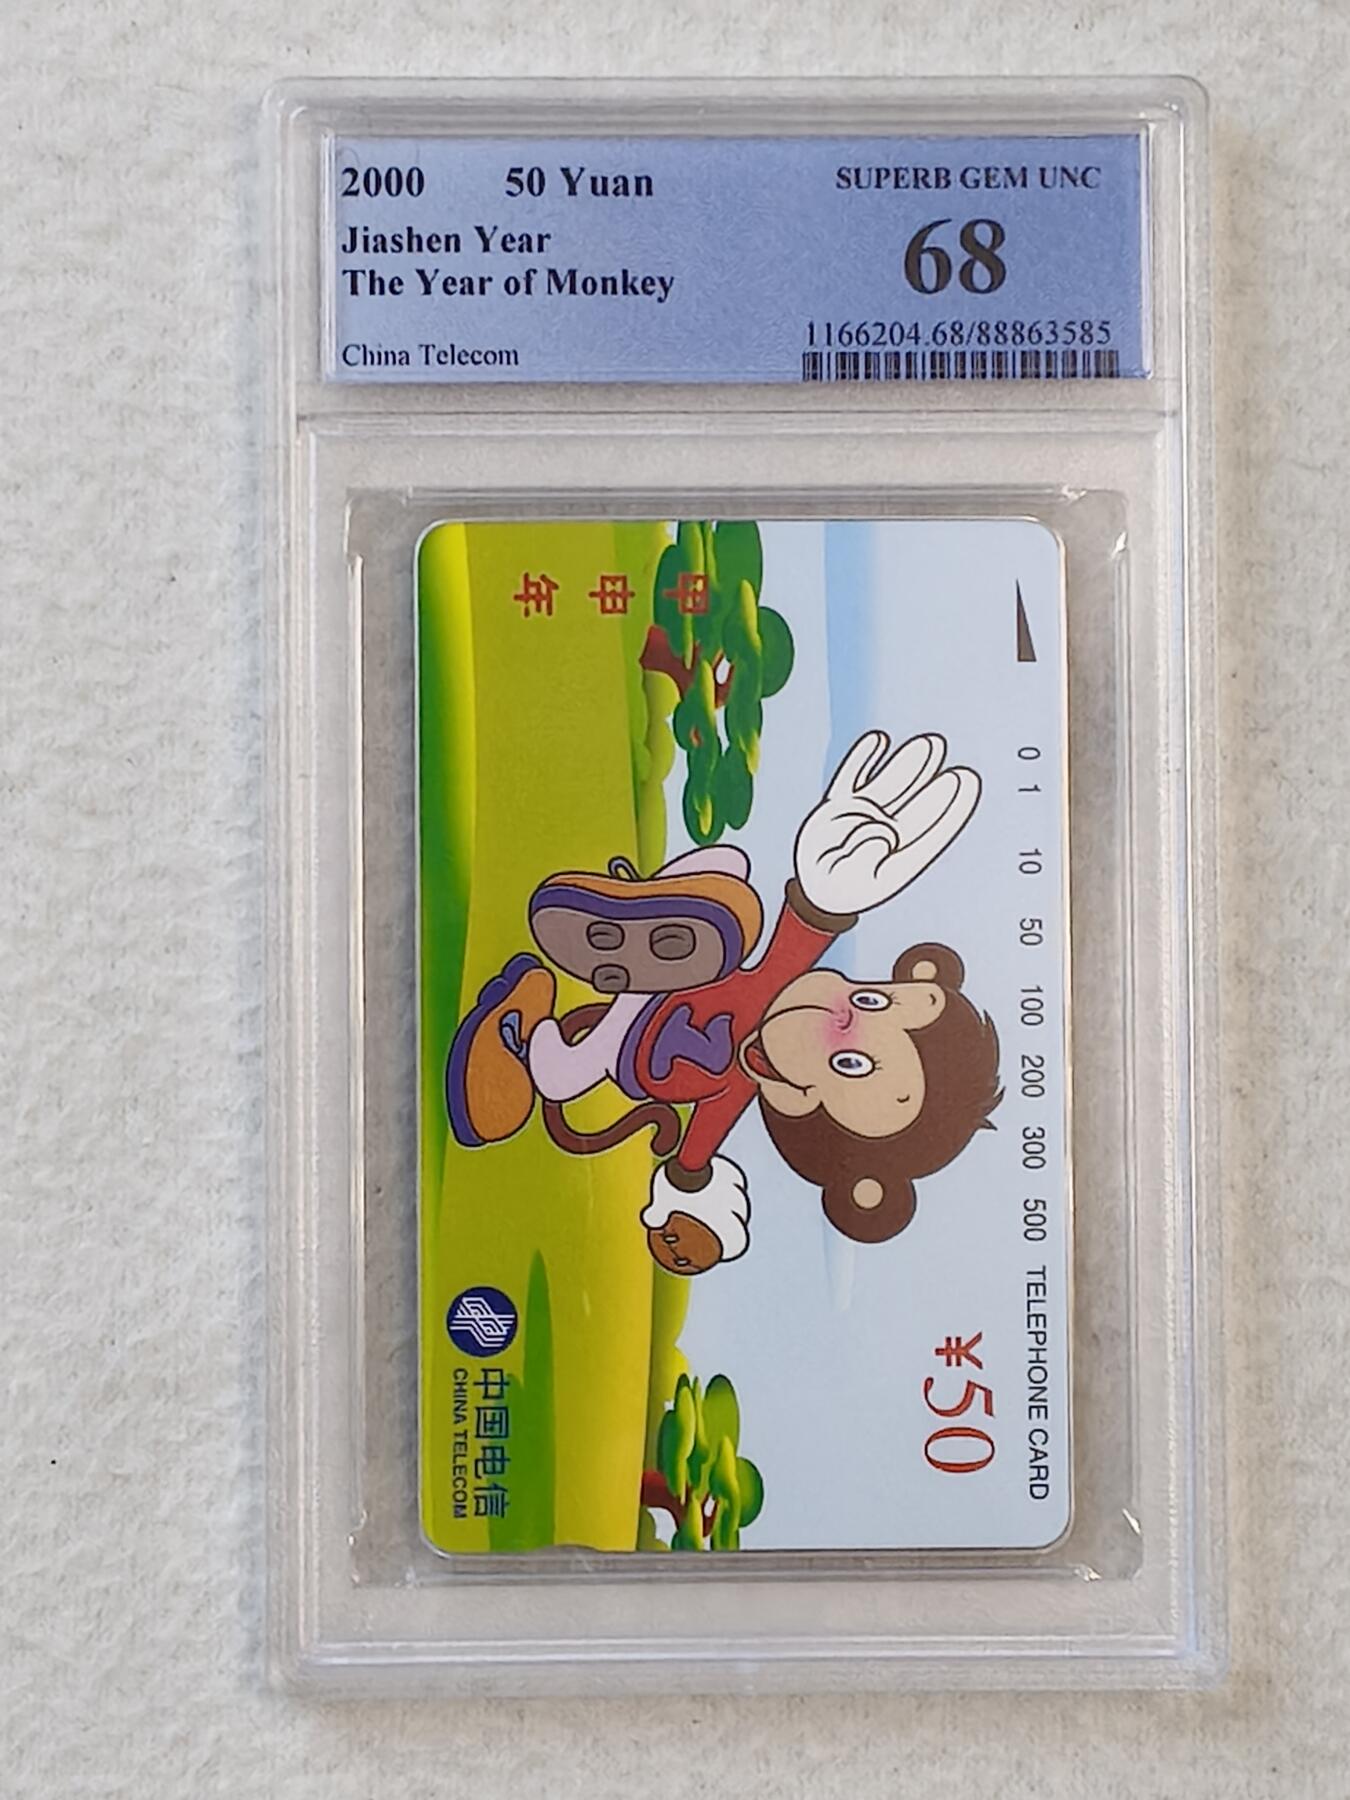 2000 50 Yuan
Jiashen Year
The Year of Monkey
China Telecom
SUPERB GEM UNC
68
1166204.68/88863585
0 1 10 50 100 200 300 500 TELEPHONE CARD
¥50
甲
申
年
中国电信
CHINA TELECOM